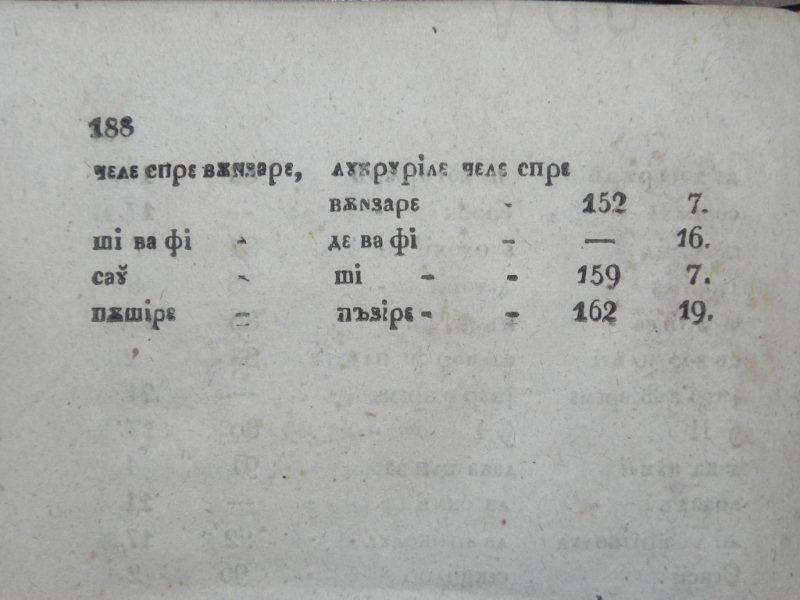 188
челе спре вѫнзаре, лукруріле челе спре
вѫнзаре - 152 7.
ші ва фі - де ва фі - — 16.
саў - ші - - 159 7.
пѫшіре - пъзіре - - 162 19.